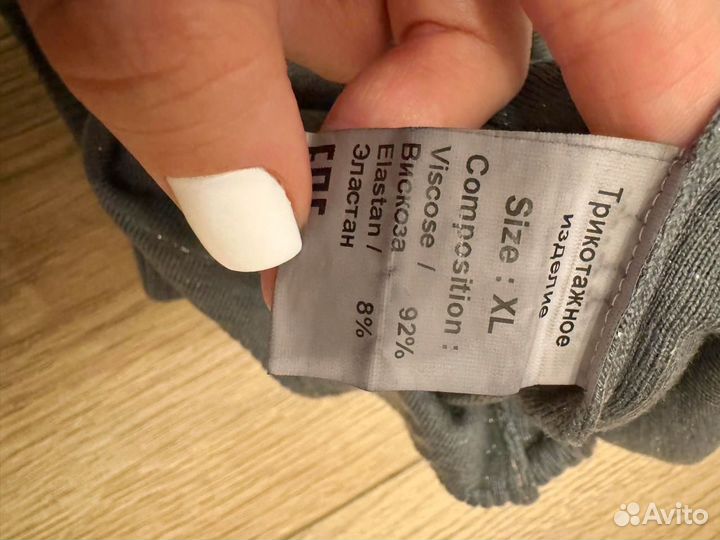 Трикотажное
изделие
Size : XL
Composition :
Viscose /
Вискоза 92%
Elastan /
Эластан 8%
Avito